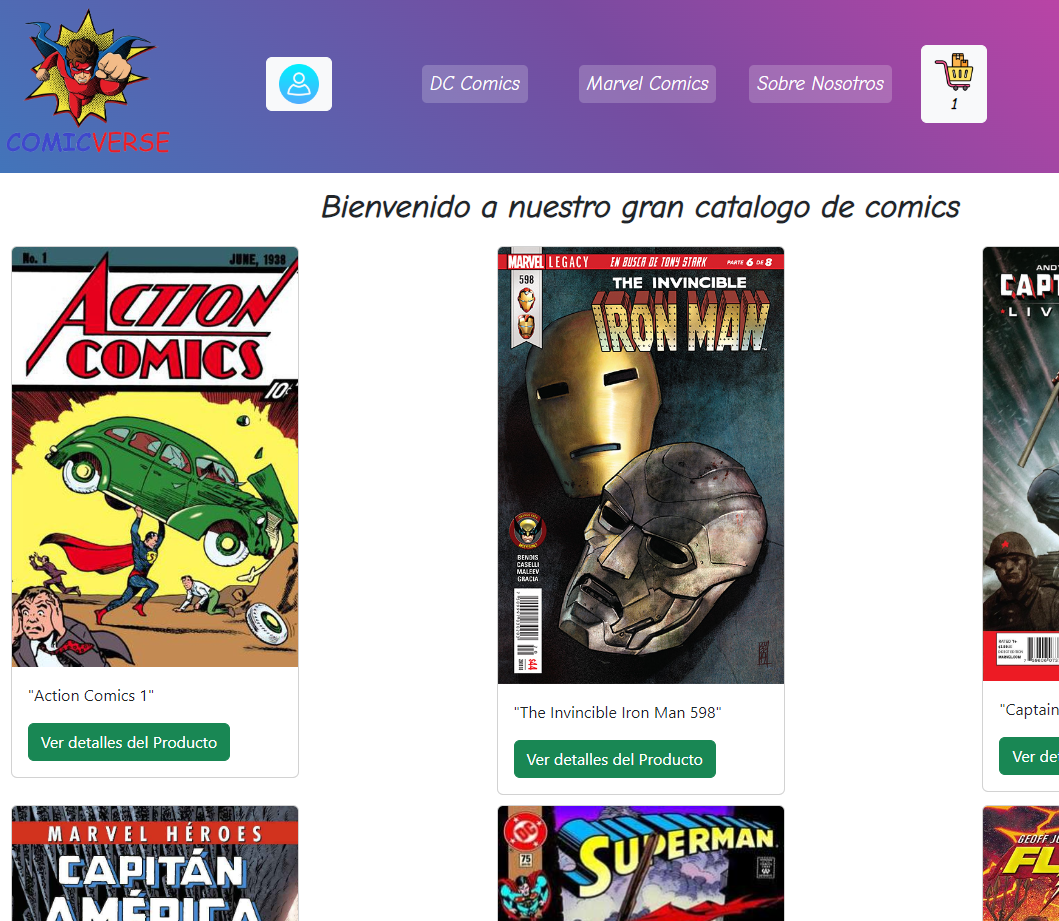 COMICVERSE
DC Comics
Marvel Comics
Sobre Nosotros
1
Bienvenido a nuestro gran catalogo de comics
No. 1
JUNE, 1938
ACTION
COMICS
10¢
"Action Comics 1"
Ver detalles del Producto
MARVEL LEGACY
EN BUSCA DE TONY STARK
PARTE 6 DE 8
598
THE INVINCIBLE
IRON MAN
BENDIS
CASELLI
MALEEV
GRACIA
"The Invincible Iron Man 598"
Ver detalles del Producto
CAPT
LIV
"Captain
Ver de
MARVEL HÉROES
CAPITÁN
AMÉRICA
DC
75
SUPERMAN
GEOFF JO
FL